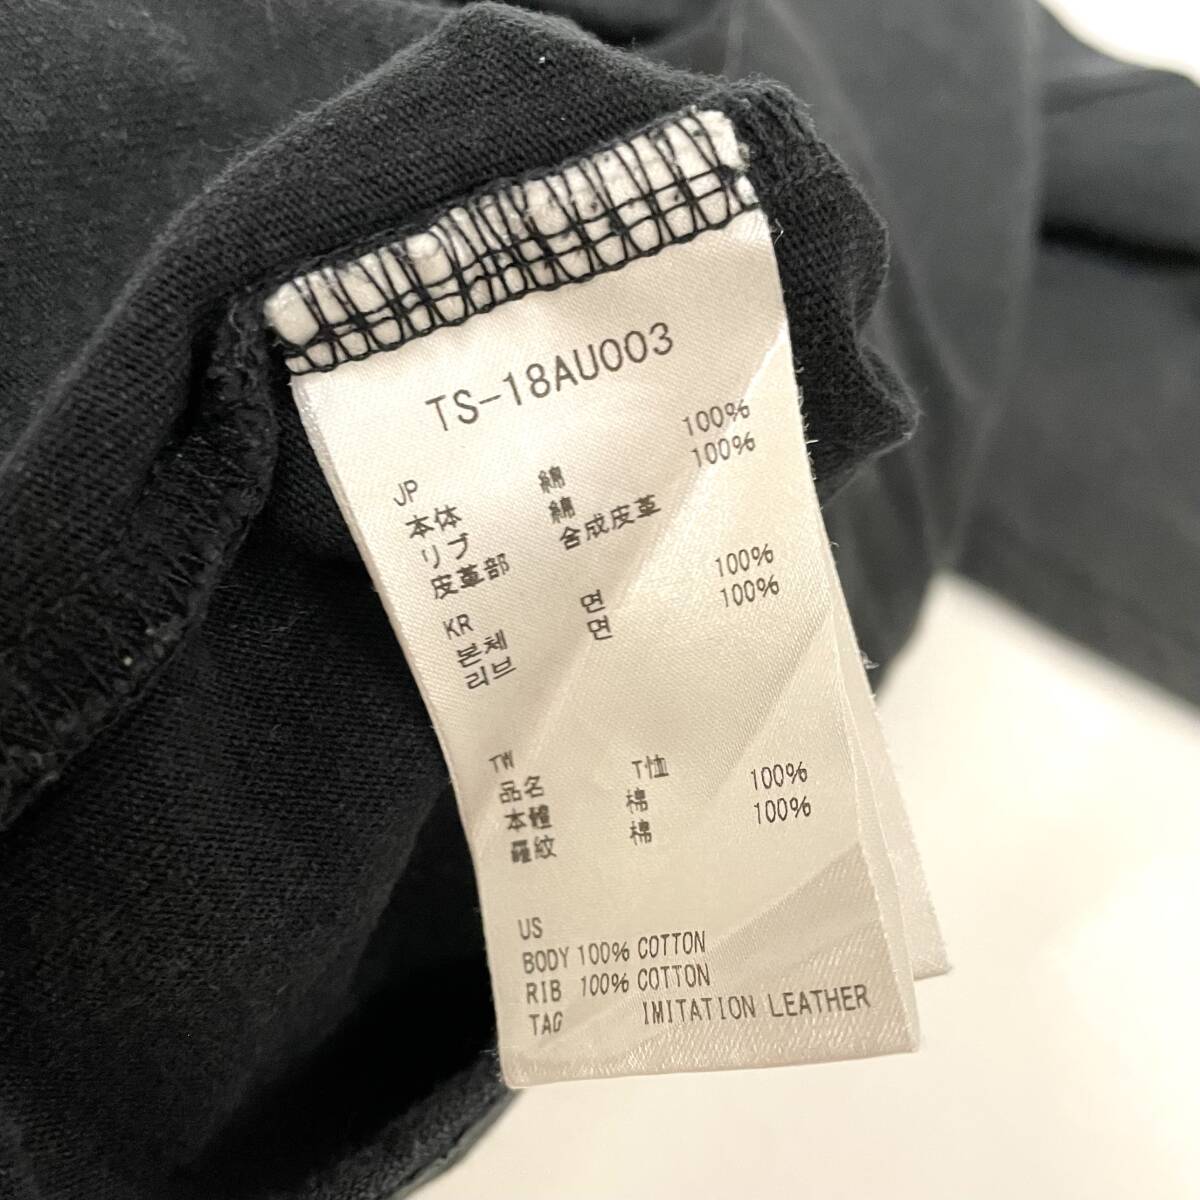 TS-18AU003
JP
本体 綿 100%
リブ 綿 100%
皮革部 合成皮革
KR
본체 면 100%
리브 면 100%
TW
品名 T恤
本體 棉 100%
羅紋 棉 100%
US
BODY 100% COTTON
RIB 100% COTTON
TAG IMITATION LEATHER